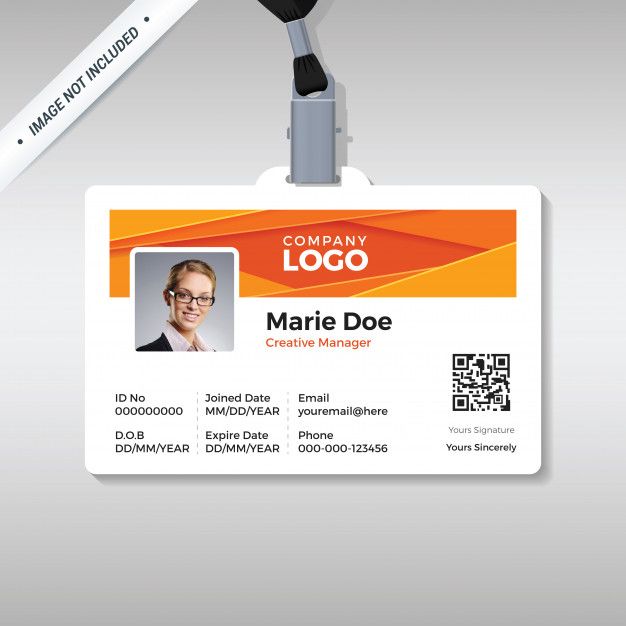 • IMAGE NOT INCLUDED •
COMPANY
LOGO
Marie Doe
Creative Manager
ID No
000000000
Joined Date
MM/DD/YEAR
Email
youremail@here
D.O.B
DD/MM/YEAR
Expire Date
DD/MM/YEAR
Phone
000-000-123456
Yours Signature
Yours Sincerely